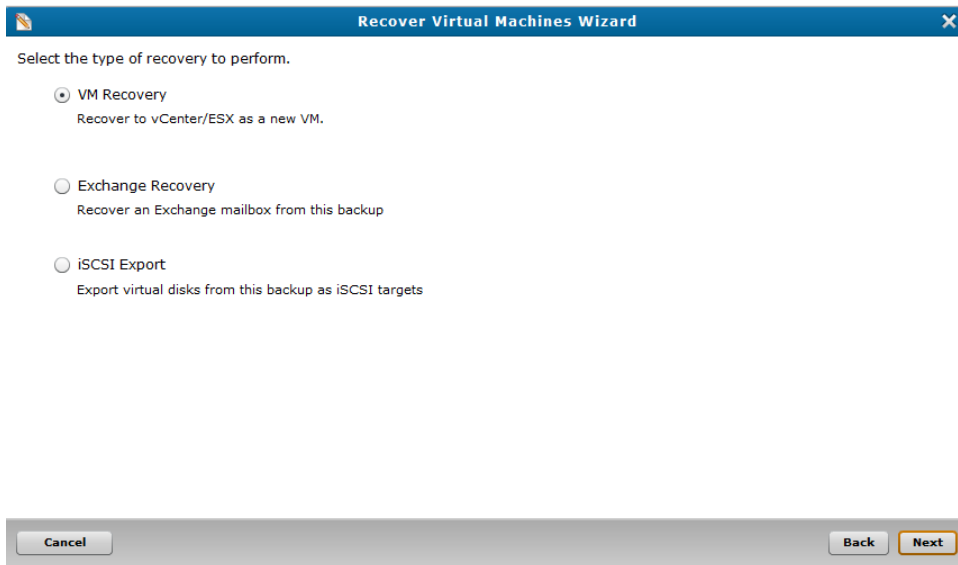 Recover Virtual Machines Wizard
Select the type of recovery to perform.
VM Recovery
Recover to vCenter/ESX as a new VM.
Exchange Recovery
Recover an Exchange mailbox from this backup
iSCSI Export
Export virtual disks from this backup as iSCSI targets
Cancel Back Next